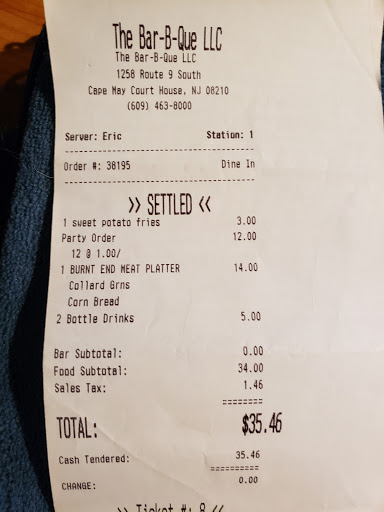 The Bar-B-Que LLC
The Bar-B-Que LLC
1258 Route 9 South
Cape May Court House, NJ 08210
(609) 463-8000
Server: Eric Station: 1
Order #: 38195 Dine In
>> SETTLED <<
1 sweet potato fries 3.00
Party Order 12.00
12 @ 1.00/
1 BURNT END MEAT PLATTER 14.00
Collard Grns
Corn Bread
2 Bottle Drinks 5.00
Bar Subtotal: 0.00
Food Subtotal: 34.00
Sales Tax: 1.46
========
TOTAL: $35.46
Cash Tendered: 35.46
==========
CHANGE: 0.00
>> Ticket #: 8 <<